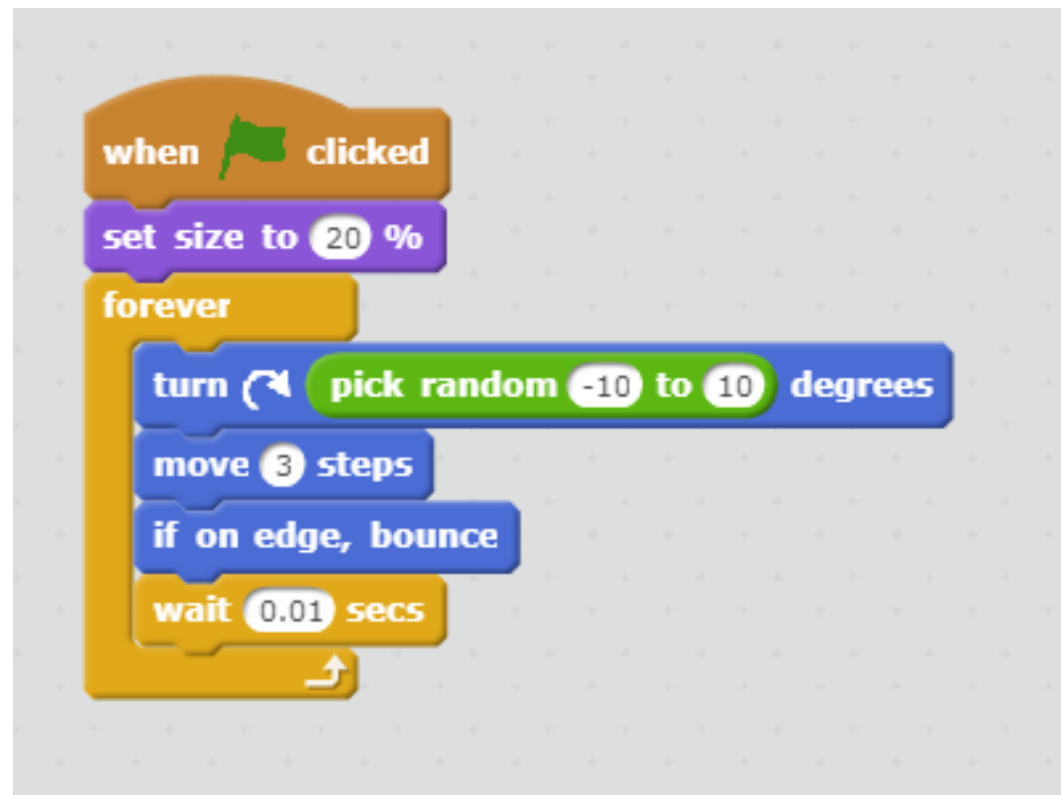 when clicked
set size to 20 %
forever
turn pick random -10 to 10 degrees
move 3 steps
if on edge, bounce
wait 0.01 secs